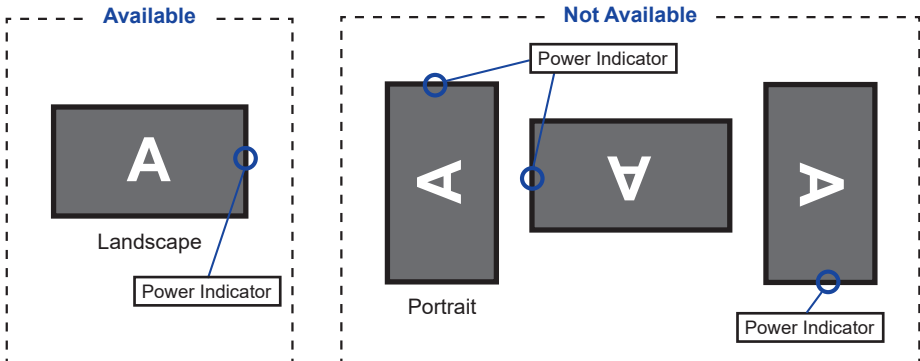 Available
Not Available
Power Indicator
A
A
A
A
Landscape
Power Indicator
Portrait
Power Indicator